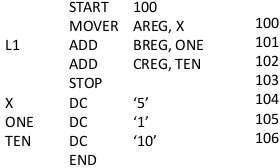 START 100
MOVER AREG, X 100
L1 ADD BREG, ONE 101
ADD CREG, TEN 102
STOP 103
X DC ‘5’ 104
ONE DC ‘1’ 105
TEN DC ‘10’ 106
END